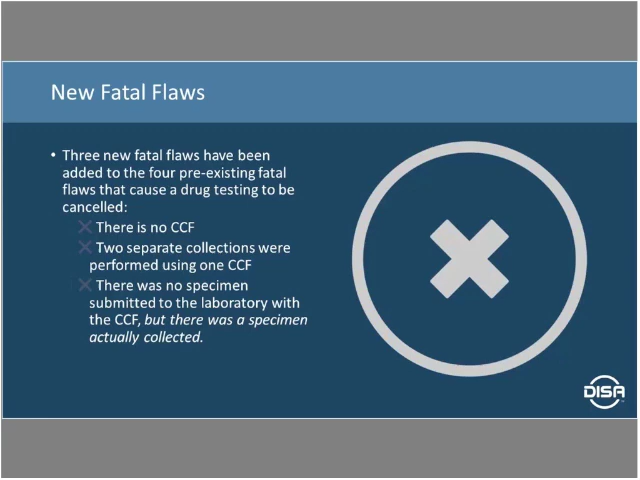 New Fatal Flaws
• Three new fatal flaws have been
added to the four pre-existing fatal
flaws that cause a drug testing to be
cancelled:
There is no CCF
Two separate collections were
performed using one CCF
There was no specimen
submitted to the laboratory with
the CCF, but there was a specimen
actually collected.
DISA